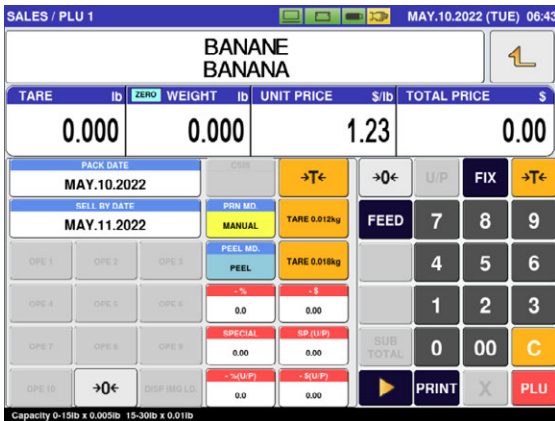 SALES / PLU 1 MAY.10.2022 (TUE) 06:43
BANANE
BANANA
TARE lb ZERO WEIGHT lb UNIT PRICE $/lb TOTAL PRICE $
0.000 0.000 1.23 0.00
PACK DATE
MAY.10.2022
→T← →0← U/P FIX →T←
SELL BY DATE
MAY.11.2022
PRN MD.
MANUAL
TARE 0.012kg FEED 7 8 9
OPE 1 OPE 2 OPE 3
PEEL MD.
PEEL
TARE 0.018kg 4 5 6
OPE 4 OPE 5 OPE 6
- %
0.0
- $
0.00
1 2 3
OPE 7 OPE 8 OPE 9
SPECIAL
0.00
SP.(U/P)
0.00
SUB
TOTAL
0 00 C
OPE 10 →0← DISP IMG LD.
- %(U/P)
0.0
- $(U/P)
0.00
PRINT X PLU
Capacity 0-15lb x 0.005lb 15-30lb x 0.01lb